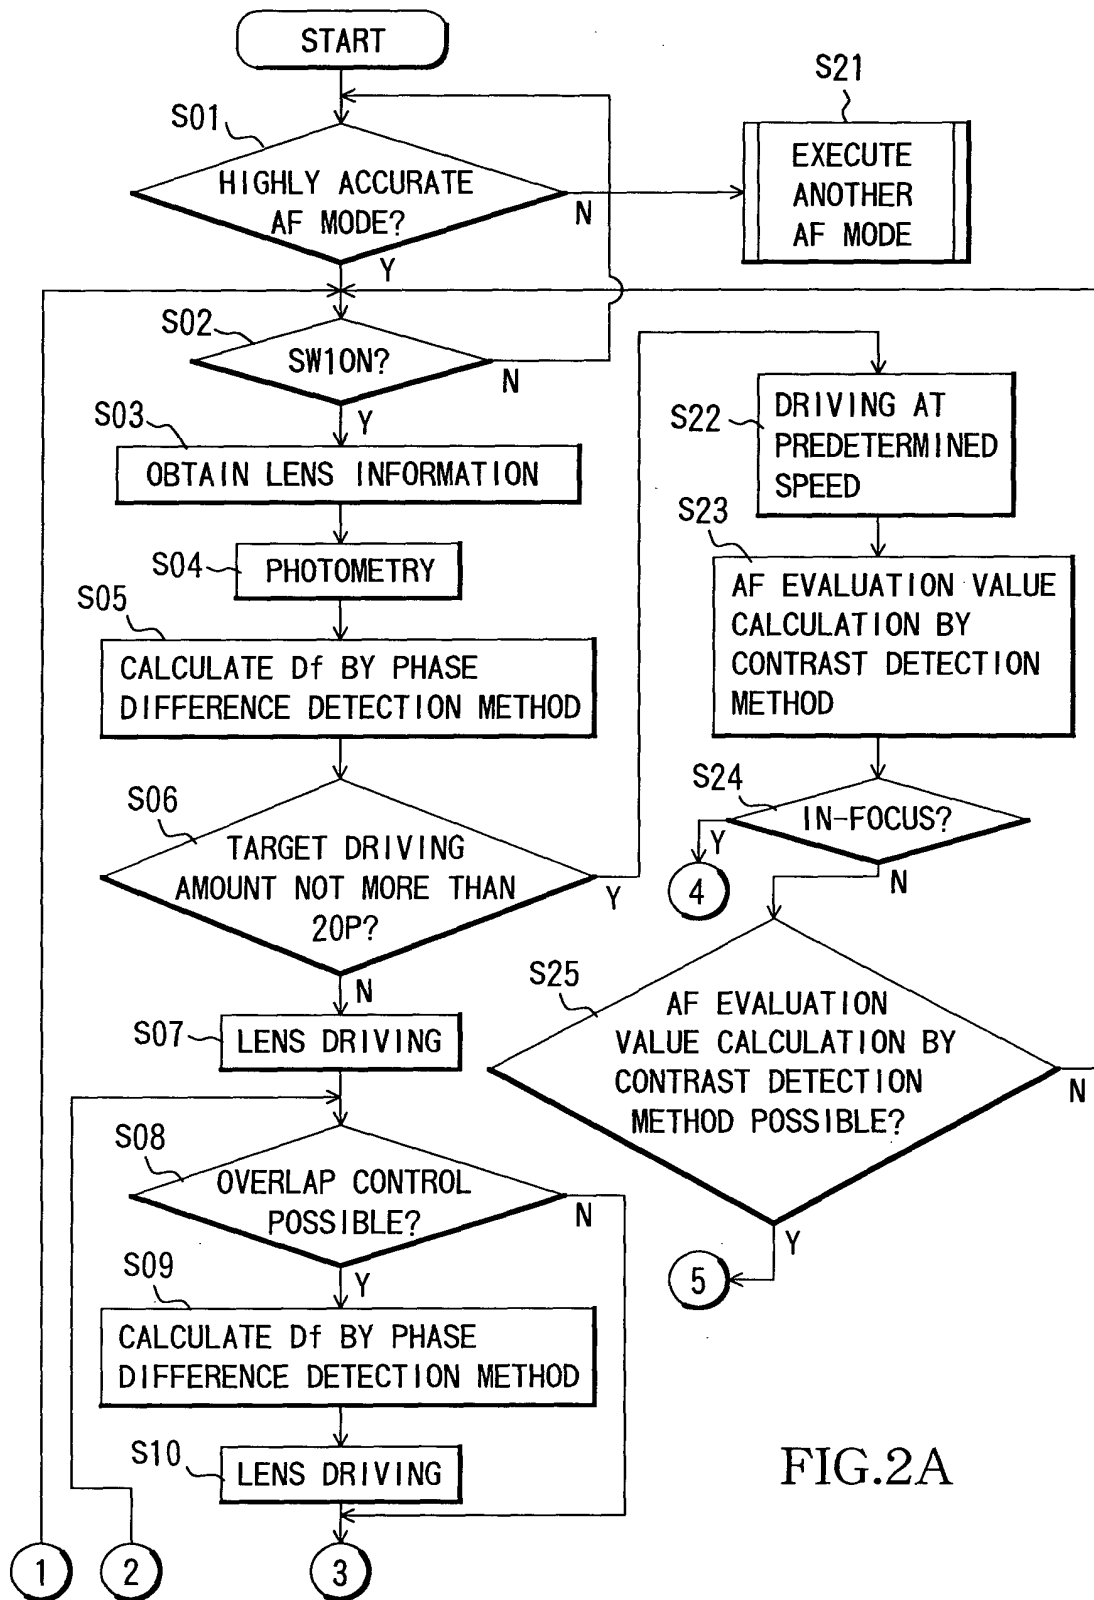 START
S01
HIGHLY ACCURATE
AF MODE?
N
Y
S21
EXECUTE
ANOTHER
AF MODE
S02
SW1ON?
N
Y
S03
OBTAIN LENS INFORMATION
S04
PHOTOMETRY
S05
CALCULATE Df BY PHASE
DIFFERENCE DETECTION METHOD
S06
TARGET DRIVING
AMOUNT NOT MORE THAN
20P?
Y
N
S07
LENS DRIVING
S08
OVERLAP CONTROL
POSSIBLE?
N
Y
S09
CALCULATE Df BY PHASE
DIFFERENCE DETECTION METHOD
S10
LENS DRIVING
1
2
3
S22
DRIVING AT
PREDETERMINED
SPEED
S23
AF EVALUATION VALUE
CALCULATION BY
CONTRAST DETECTION
METHOD
S24
IN-FOCUS?
Y
4
N
S25
AF EVALUATION
VALUE CALCULATION BY
CONTRAST DETECTION
METHOD POSSIBLE?
N
Y
5
FIG.2A